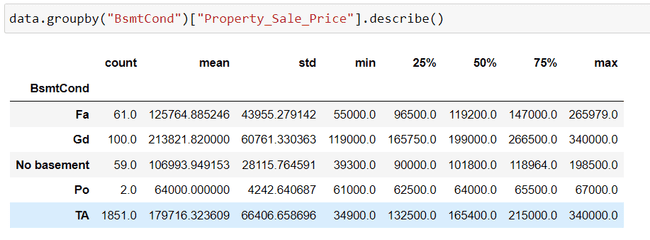 data.groupby("BsmtCond")["Property_Sale_Price"].describe()
count mean std min 25% 50% 75% max
BsmtCond
Fa 61.0 125764.885246 43955.279142 55000.0 96500.0 119200.0 147000.0 265979.0
Gd 100.0 213821.820000 60761.330363 119000.0 165750.0 199000.0 266500.0 340000.0
No basement 59.0 106993.949153 28115.764591 39300.0 90000.0 101800.0 118964.0 198500.0
Po 2.0 64000.000000 4242.640687 61000.0 62500.0 64000.0 65500.0 67000.0
TA 1851.0 179716.323609 66406.658696 34900.0 132500.0 165400.0 215000.0 340000.0